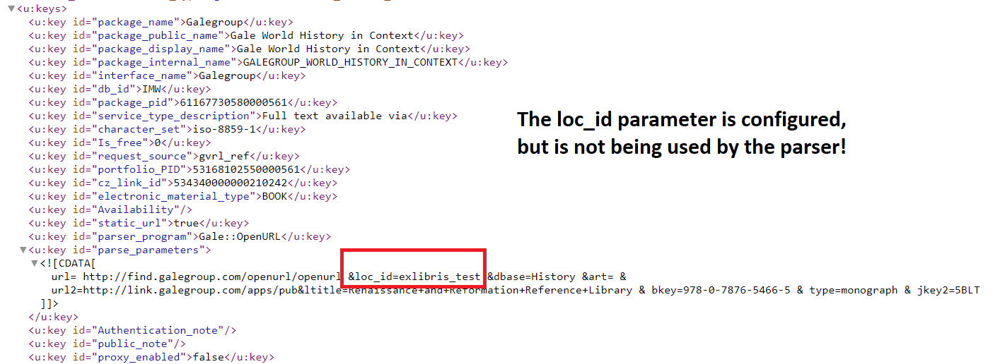 <u:keys>
<u:key id="package_name">Galegroup</u:key>
<u:key id="package_public_name">Gale World History in Context</u:key>
<u:key id="package_display_name">Gale World History in Context</u:key>
<u:key id="package_internal_name">GALEGROUP_WORLD_HISTORY_IN_CONTEXT</u:key>
<u:key id="interface_name">Galegroup</u:key>
<u:key id="db_id">IMW</u:key>
<u:key id="package_pid">61167730580000561</u:key>
<u:key id="service_type_description">Full text available via</u:key>
<u:key id="character_set">iso-8859-1</u:key>
<u:key id="Is_free">0</u:key>
<u:key id="request_source">gvrl_ref</u:key>
<u:key id="portfolio_PID">53168102550000561</u:key>
<u:key id="cz_link_id">534340000000210242</u:key>
<u:key id="electronic_material_type">BOOK</u:key>
<u:key id="Availability"/>
<u:key id="static_url">true</u:key>
<u:key id="parser_program">Gale::OpenURL</u:key>
<u:key id="parse_parameters">
<![CDATA[
url= http://find.galegroup.com/openurl/openurl &loc_id=exlibris_test &dbase=History &art= &
url2=http://link.galegroup.com/apps/pub&ltitle=Renaissance+and+Reformation+Reference+Library & bkey=978-0-7876-5466-5 & type=monograph & jkey2=5BLT
]]>
</u:key>
<u:key id="Authentication_note"/>
<u:key id="public_note"/>
<u:key id="proxy_enabled">false</u:key>
The loc_id parameter is configured,
but is not being used by the parser!